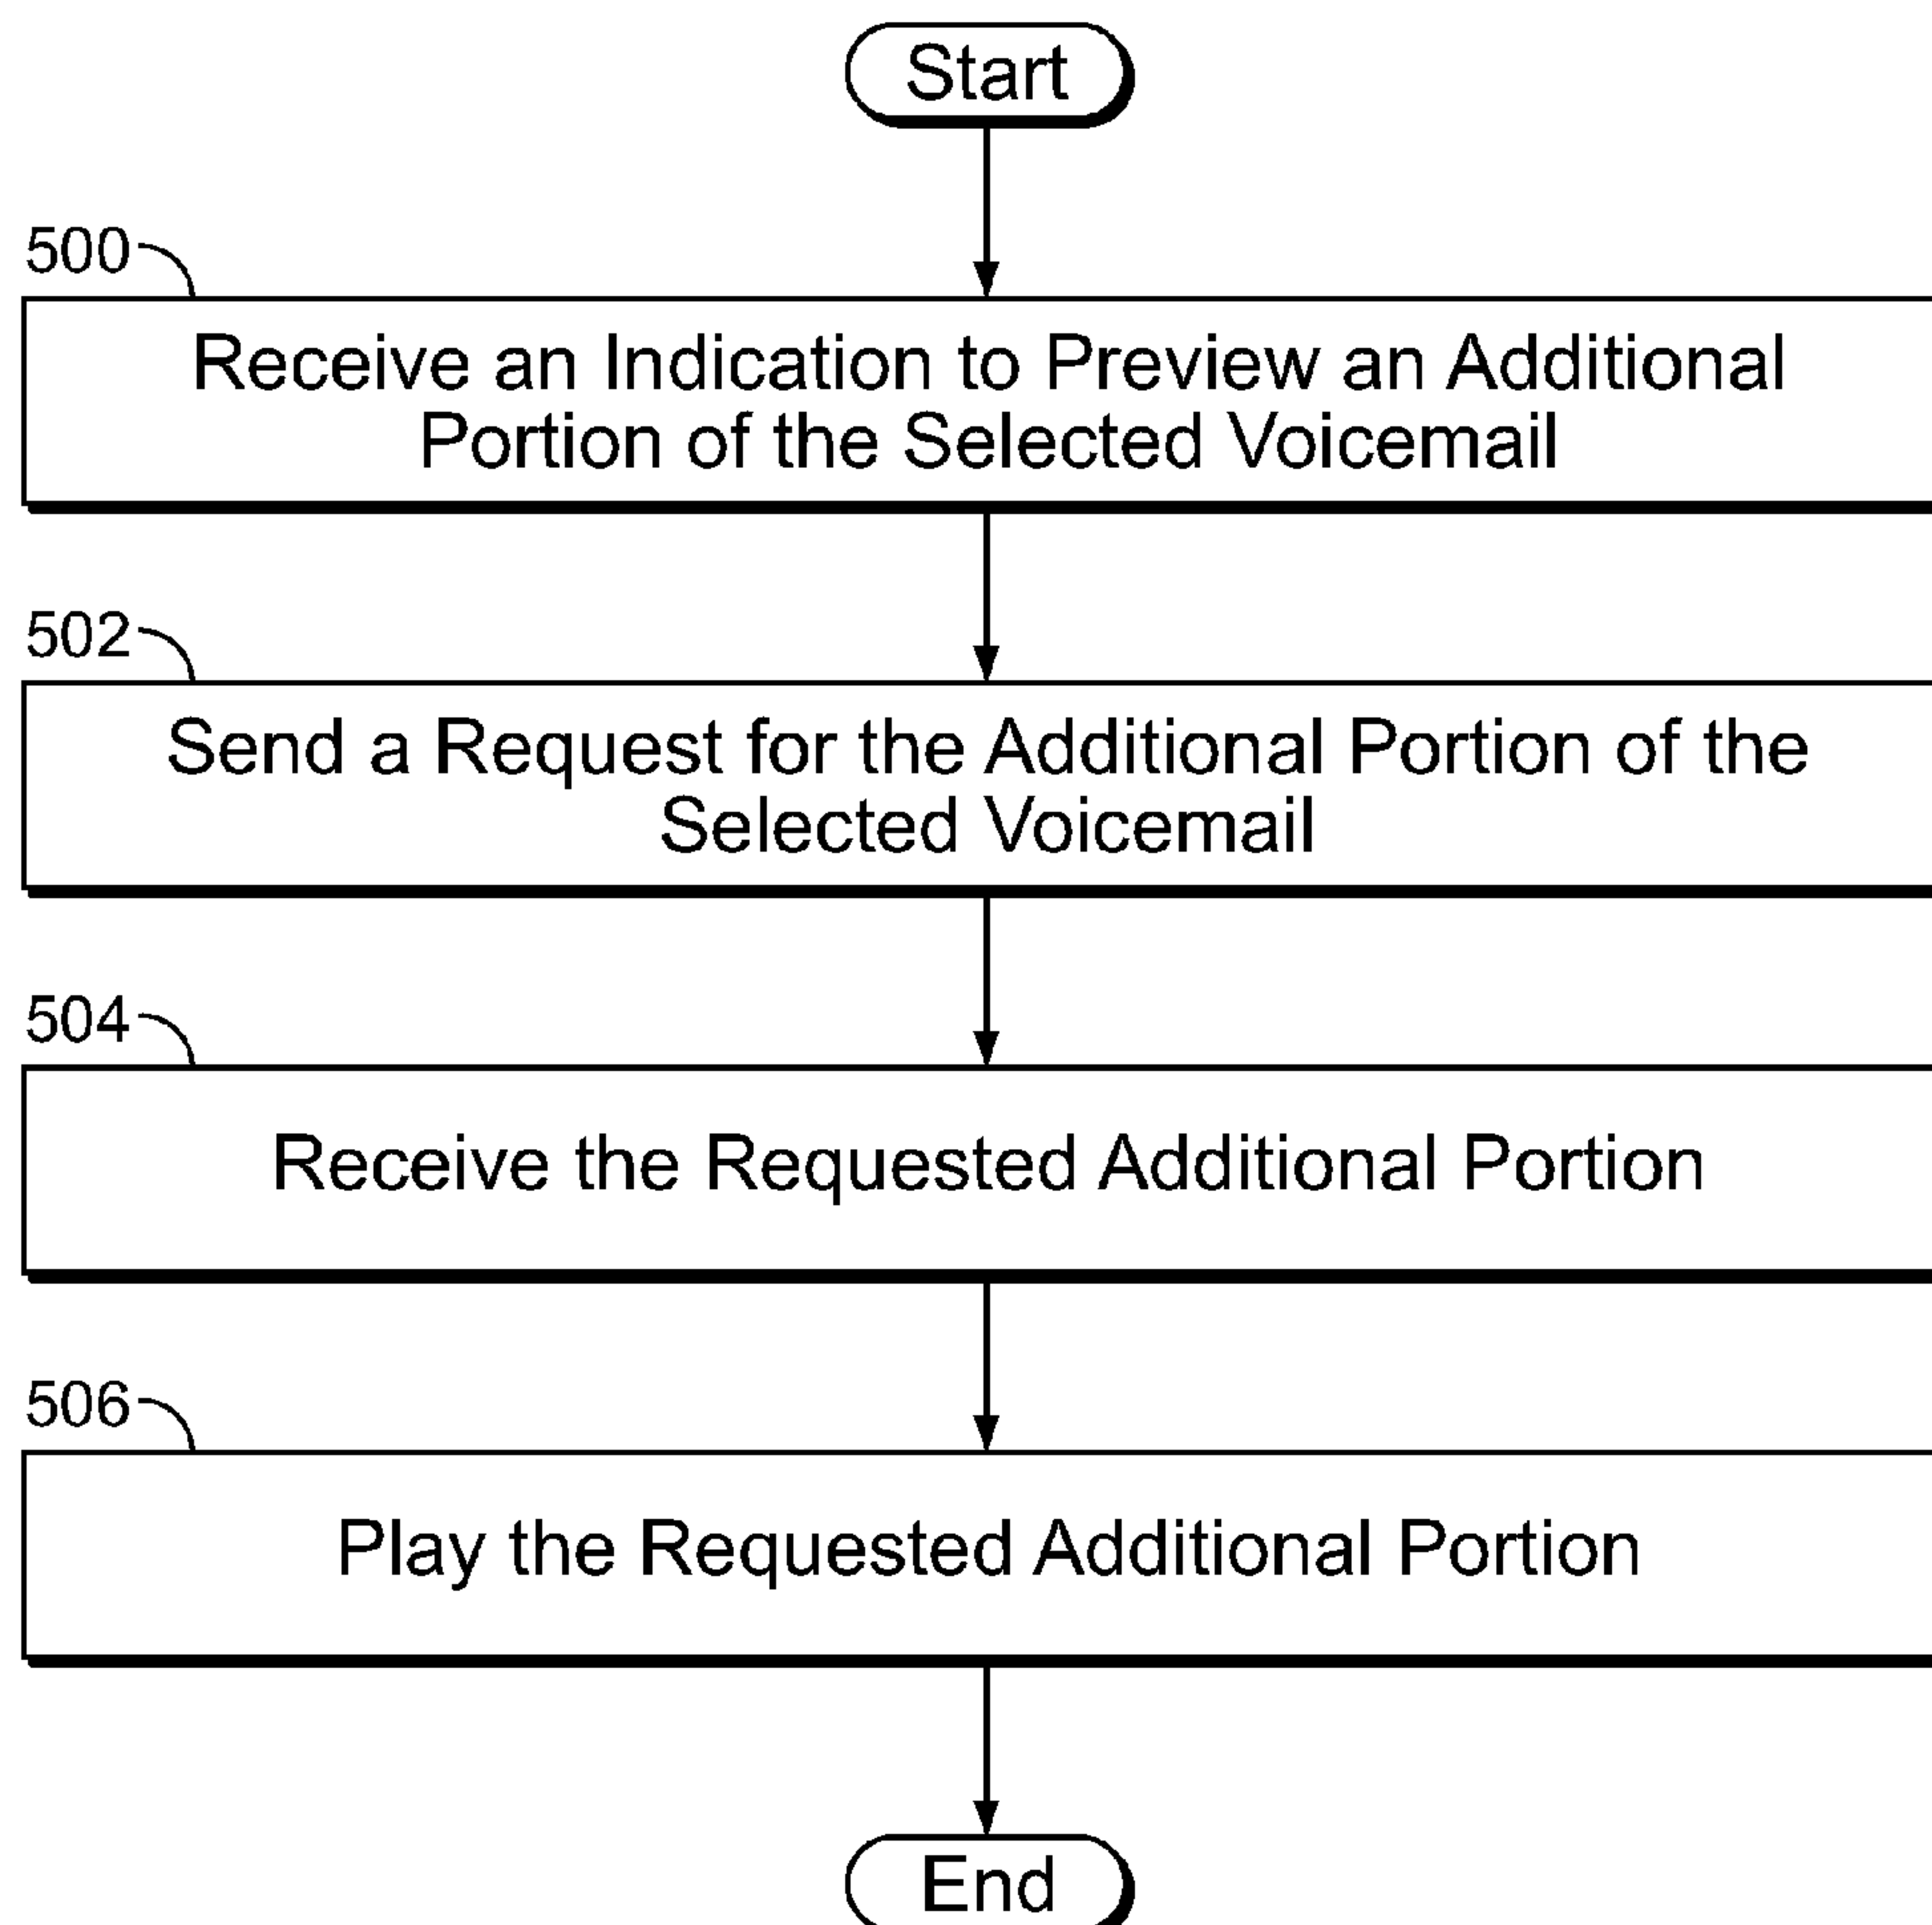 Start
500
Receive an Indication to Preview an Additional
Portion of the Selected Voicemail
502
Send a Request for the Additional Portion of the
Selected Voicemail
504
Receive the Requested Additional Portion
506
Play the Requested Additional Portion
End